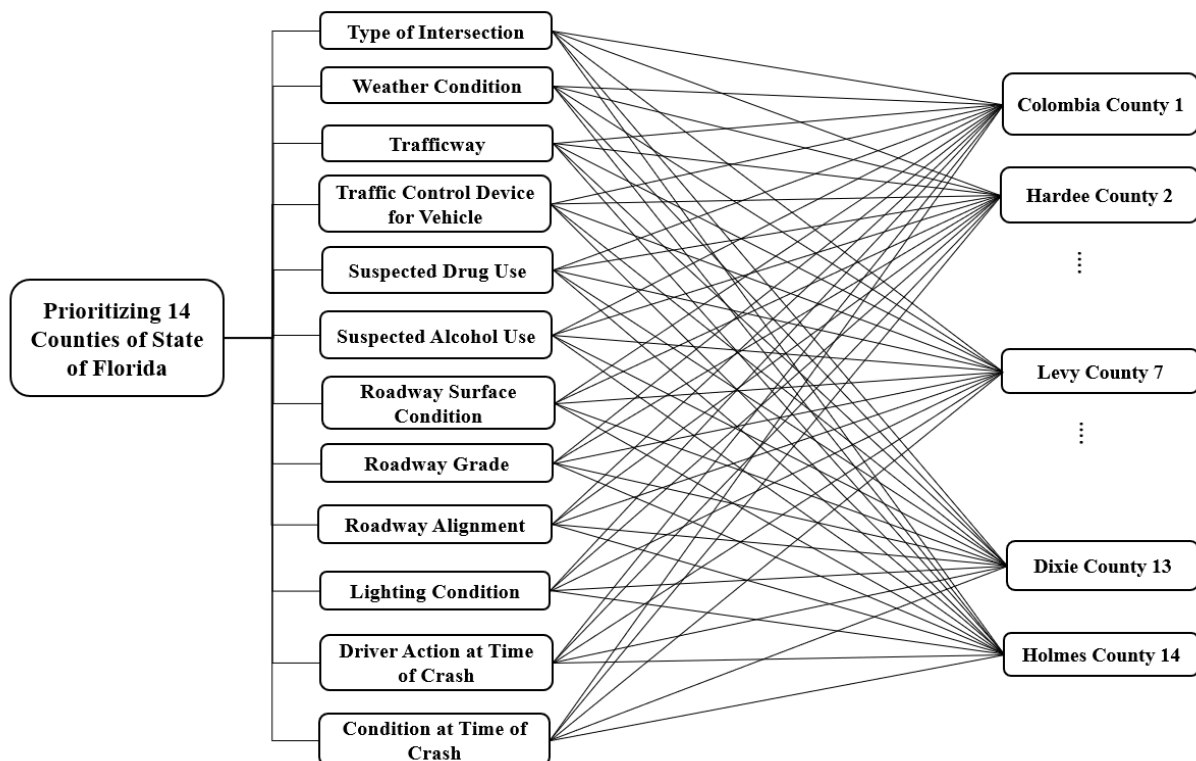 Prioritizing 14
Counties of State
of Florida
Type of Intersection
Weather Condition
Trafficway
Traffic Control Device
for Vehicle
Suspected Drug Use
Suspected Alcohol Use
Roadway Surface
Condition
Roadway Grade
Roadway Alignment
Lighting Condition
Driver Action at Time
of Crash
Condition at Time of
Crash
Colombia County 1
Hardee County 2
Levy County 7
Dixie County 13
Holmes County 14